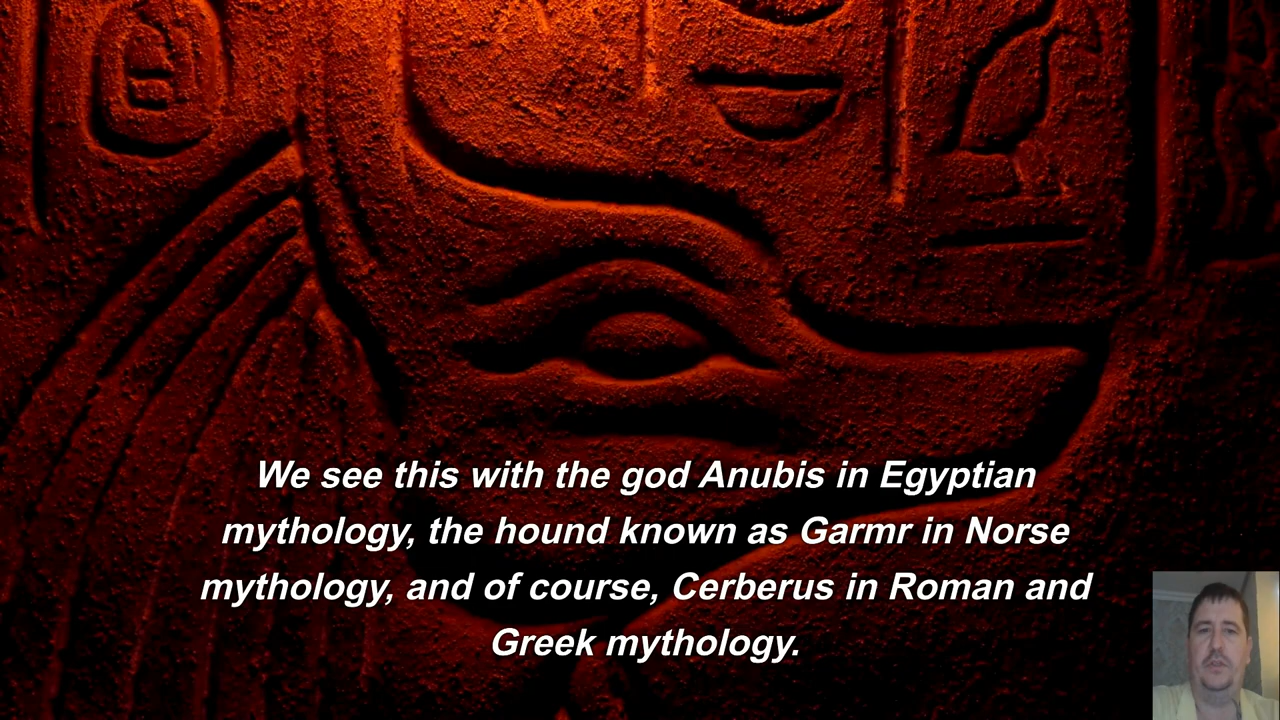 We see this with the god Anubis in Egyptian
mythology, the hound known as Garmr in Norse
mythology, and of course, Cerberus in Roman and
Greek mythology.